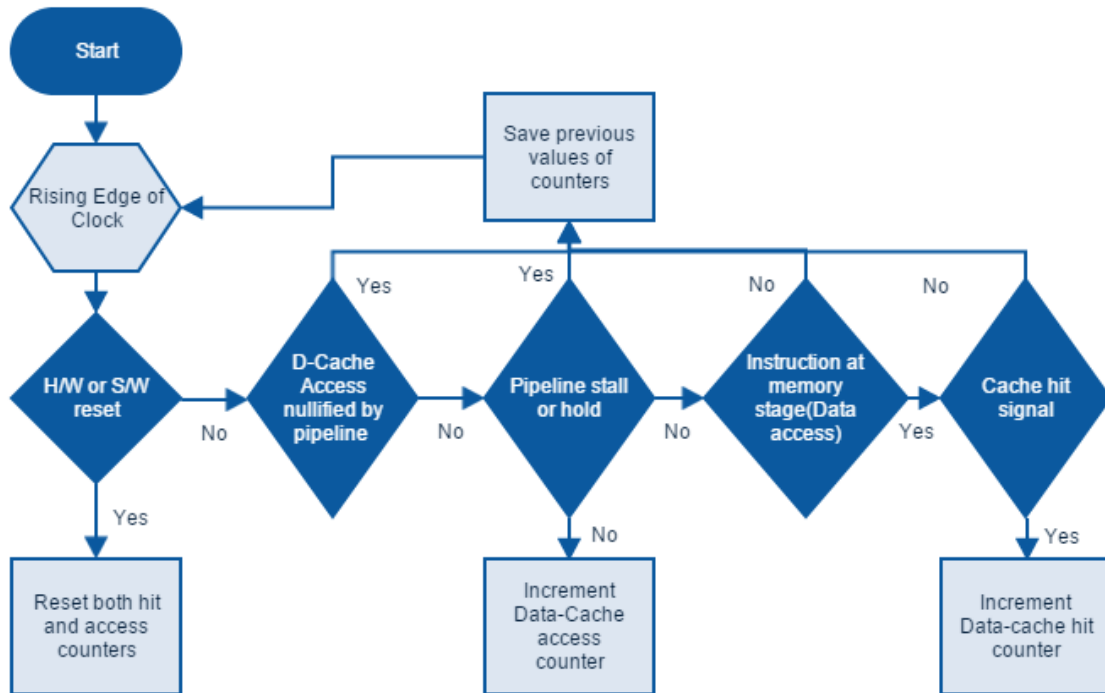 Start
Save previous
values of
counters
Rising Edge of
Clock
Yes
Yes
No
No
H/W or S/W
reset
D-Cache
Access
nullified by
pipeline
Pipeline stall
or hold
Instruction at
memory
stage(Data
access)
Cache hit
signal
No
No
No
Yes
Yes
No
Yes
Reset both hit
and access
counters
Increment
Data-Cache
access
counter
Increment
Data-cache hit
counter